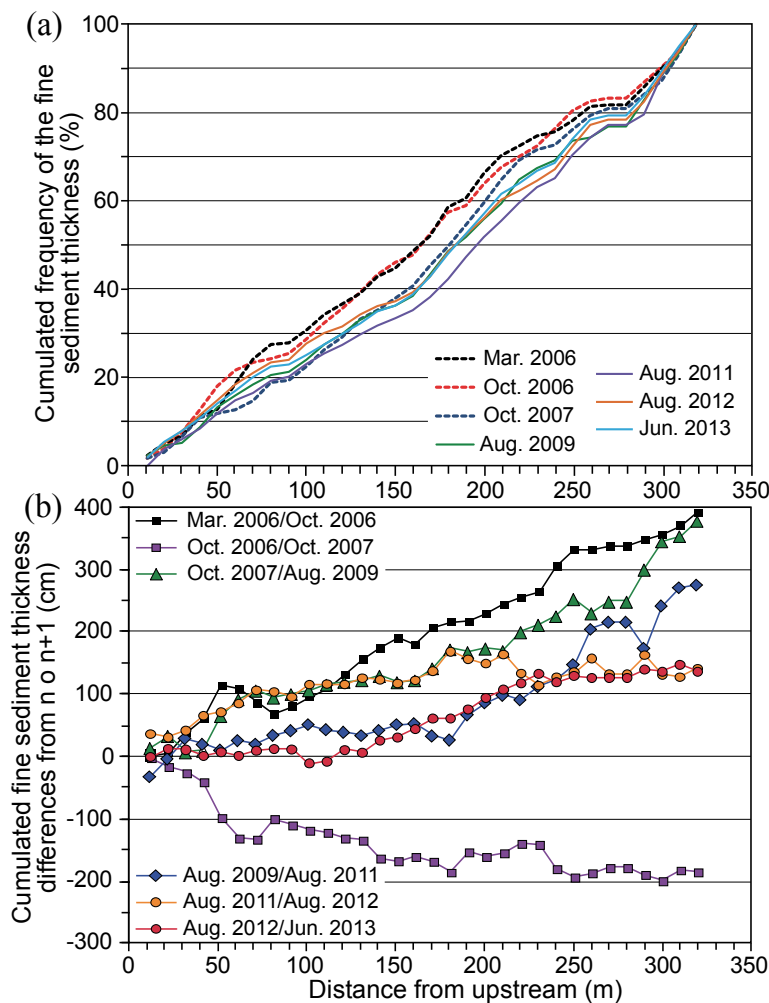 (a)
Cumulated frequency of the fine
sediment thickness (%)
100
80
60
40
20
0
Mar. 2006
Oct. 2006
Oct. 2007
Aug. 2009
Aug. 2011
Aug. 2012
Jun. 2013
0 50 100 150 200 250 300 350
(b)
Cumulated fine sediment thickness
differences from n o n+1 (cm)
400
300
200
100
0
-100
-200
-300
Mar. 2006/Oct. 2006
Oct. 2006/Oct. 2007
Oct. 2007/Aug. 2009
Aug. 2009/Aug. 2011
Aug. 2011/Aug. 2012
Aug. 2012/Jun. 2013
0 50 100 150 200 250 300 350
Distance from upstream (m)